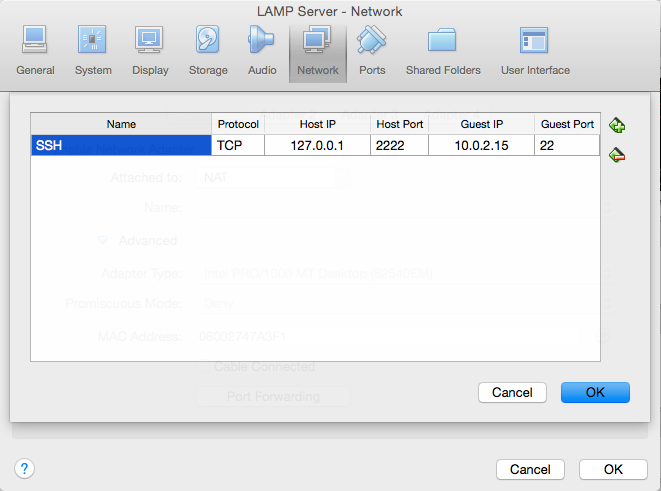 LAMP Server - Network
General System Display Storage Audio Network Ports Shared Folders User Interface
Name Protocol Host IP Host Port Guest IP Guest Port
SSH TCP 127.0.0.1 2222 10.0.2.15 22
Attached to: NAT
Name:
Advanced
Adapter Type: Intel PRO/1000 MT Desktop (82540EM)
Promiscuous Mode: Deny
MAC Address: 08002747A3F1
Cable Connected
Port Forwarding
Cancel OK
? Cancel OK